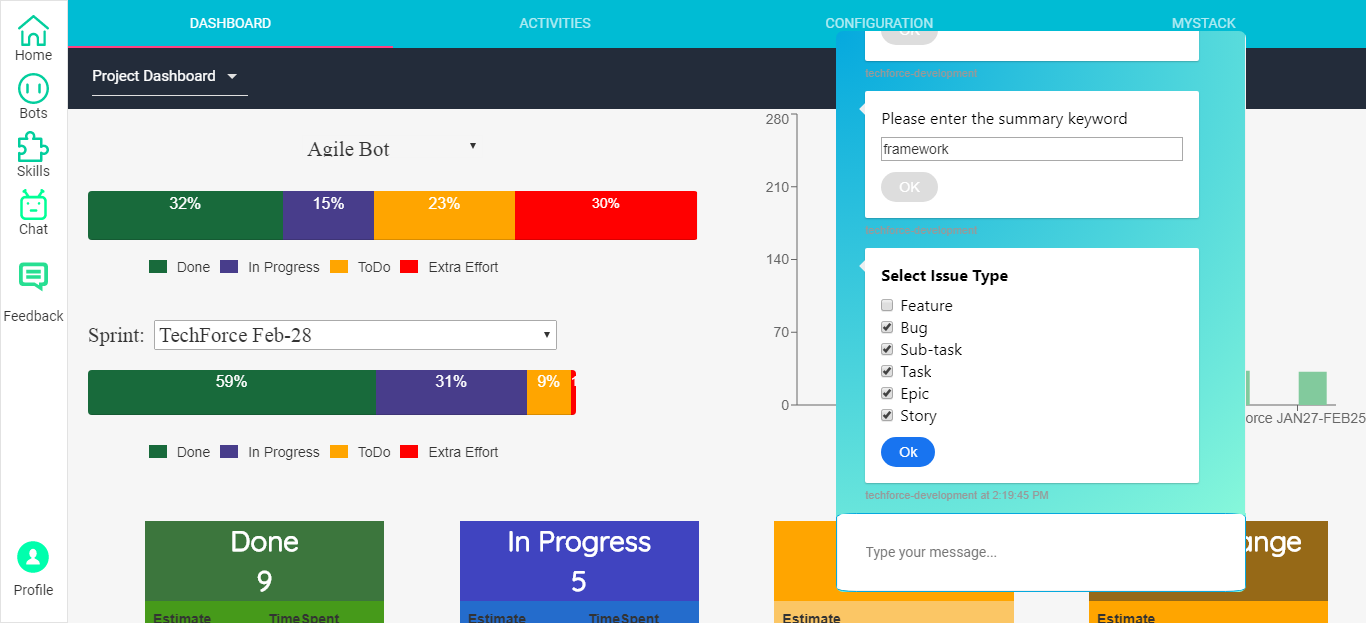 DASHBOARD
ACTIVITIES
CONFIGURATION
MYSTACK
Home
Bots
Skills
Chat
Feedback
Profile
Project Dashboard
Agile Bot
32%
15%
23%
30%
Done
In Progress
ToDo
Extra Effort
Sprint:
TechForce Feb-28
59%
31%
9%
Done
In Progress
ToDo
Extra Effort
Done
9
Estimate
TimeSpent
In Progress
5
Estimate
TimeSpent
Estimate
Estimate
280
210
140
70
0
orce JAN27-FEB25
OK
techforce-development
Please enter the summary keyword
framework
OK
techforce-development
Select Issue Type
Feature
Bug
Sub-task
Task
Epic
Story
Ok
techforce-development at 2:19:45 PM
Type your message...